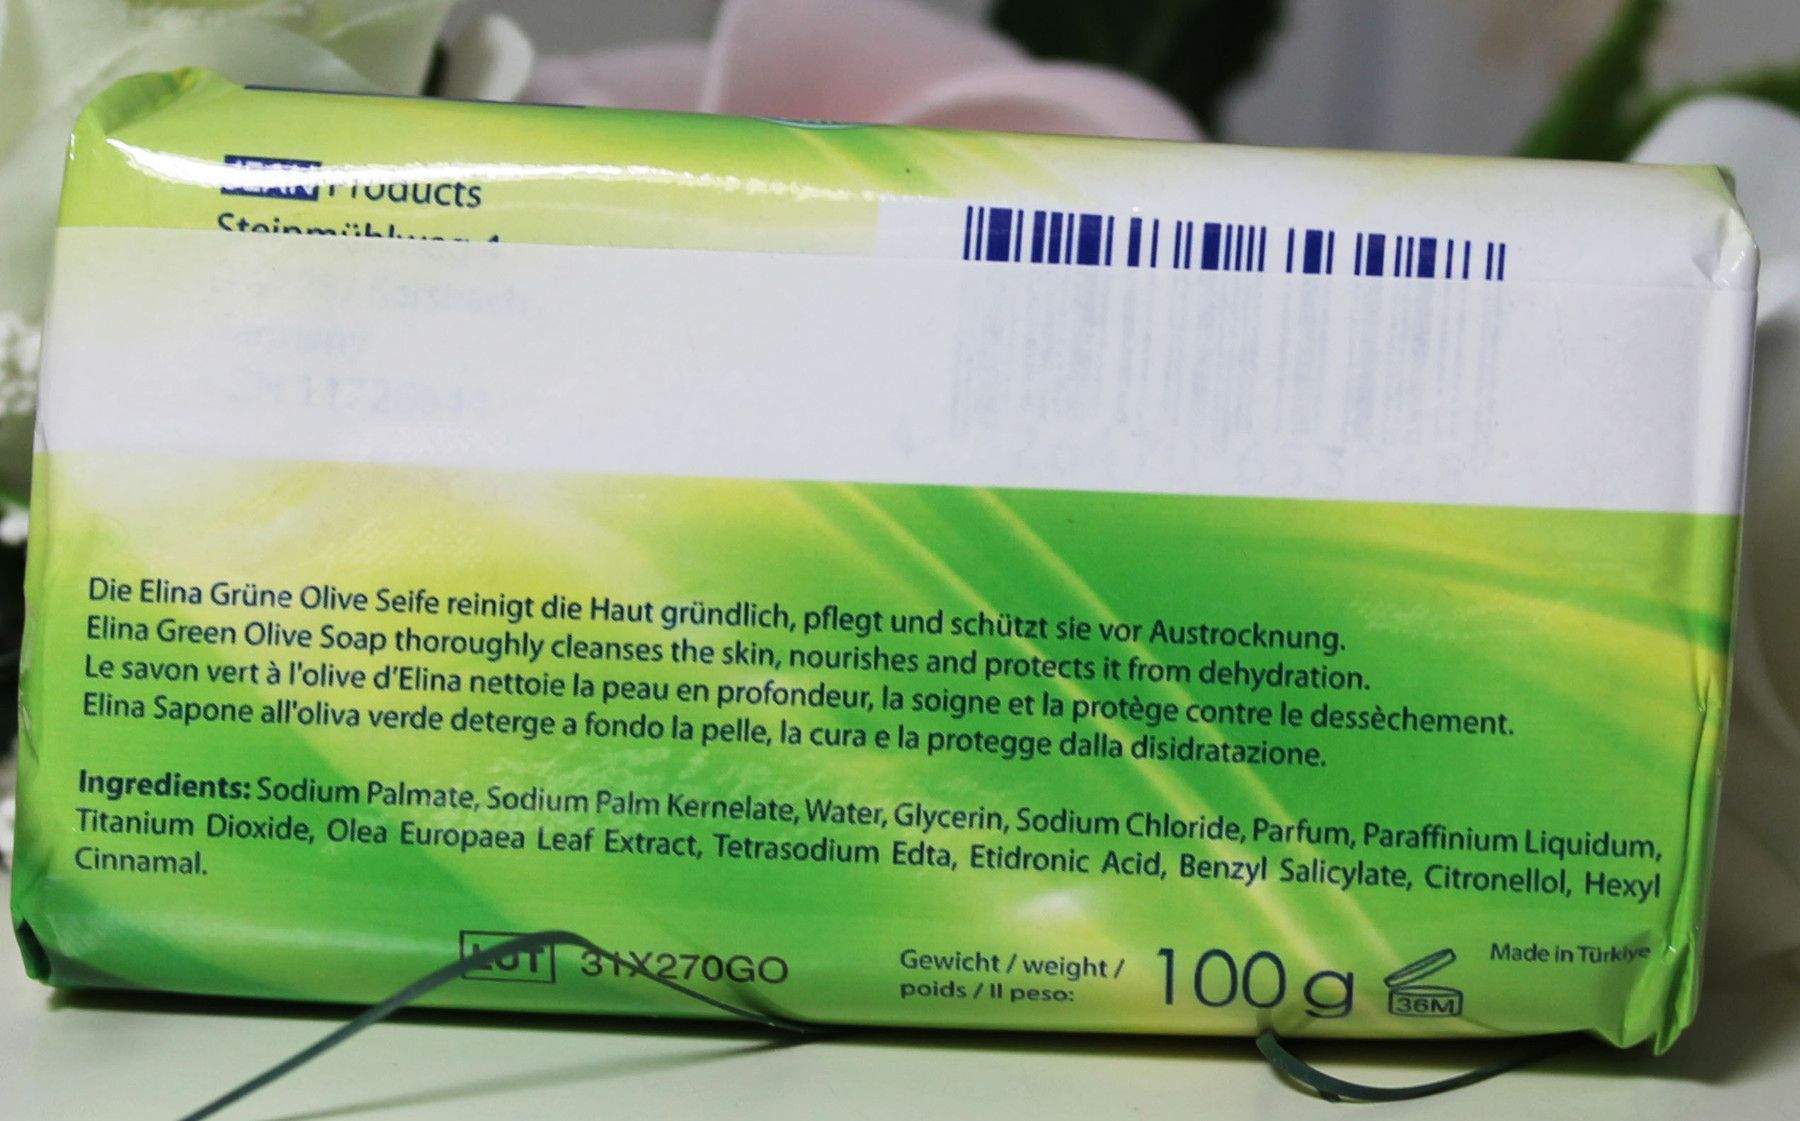 JEAN Products
Steinmühlweg 4
Die Elina Grüne Olive Seife reinigt die Haut gründlich, pflegt und schützt sie vor Austrocknung.
Elina Green Olive Soap thoroughly cleanses the skin, nourishes and protects it from dehydration.
Le savon vert à l'olive d'Elina nettoie la peau en profondeur, la soigne et la protège contre le dessèchement.
Elina Sapone all'oliva verde deterge a fondo la pelle, la cura e la protegge dalla disidratazione.
Ingredients: Sodium Palmate, Sodium Palm Kernelate, Water, Glycerin, Sodium Chloride, Parfum, Paraffinium Liquidum,
Titanium Dioxide, Olea Europaea Leaf Extract, Tetrasodium Edta, Etidronic Acid, Benzyl Salicylate, Citronellol, Hexyl
Cinnamal.
LOT 31X270GO
Gewicht / weight /
poids / Il peso:
100 g
36M
Made in Türkiye